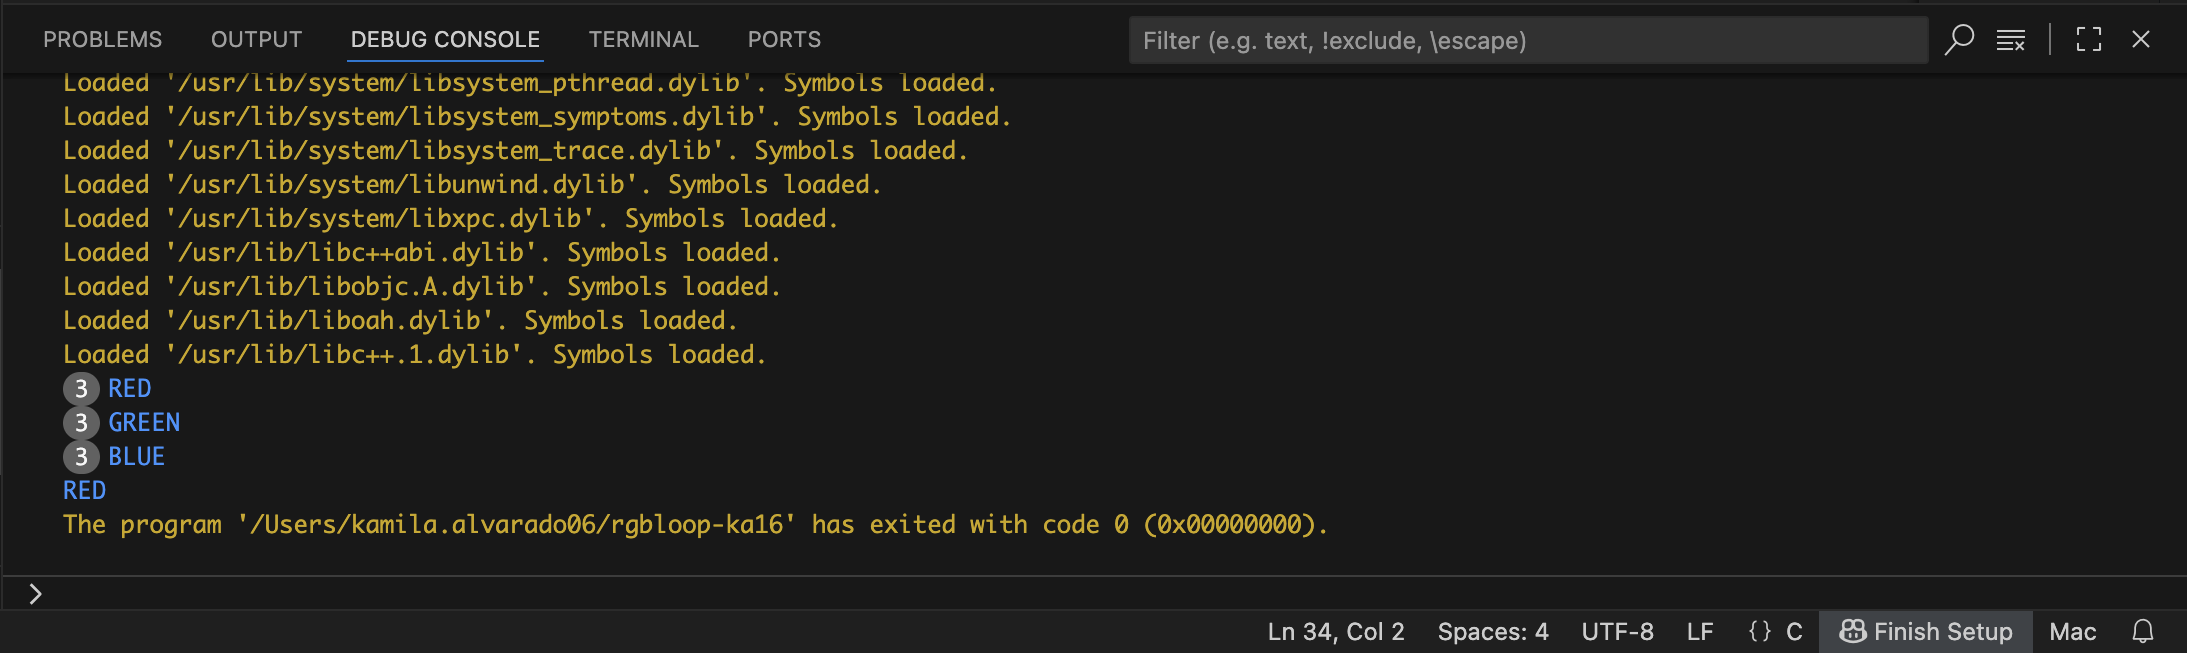 PROBLEMS OUTPUT DEBUG CONSOLE TERMINAL PORTS Filter (e.g. text, !exclude, \escape)
Loaded '/usr/lib/system/libsystem_pthread.dylib'. Symbols loaded.
Loaded '/usr/lib/system/libsystem_symptoms.dylib'. Symbols loaded.
Loaded '/usr/lib/system/libsystem_trace.dylib'. Symbols loaded.
Loaded '/usr/lib/system/libunwind.dylib'. Symbols loaded.
Loaded '/usr/lib/system/libxpc.dylib'. Symbols loaded.
Loaded '/usr/lib/libc++abi.dylib'. Symbols loaded.
Loaded '/usr/lib/libobjc.A.dylib'. Symbols loaded.
Loaded '/usr/lib/liboah.dylib'. Symbols loaded.
Loaded '/usr/lib/libc++.1.dylib'. Symbols loaded.
3 RED
3 GREEN
3 BLUE
RED
The program '/Users/kamila.alvarado06/rgbloop-ka16' has exited with code 0 (0x00000000).
Ln 34, Col 2 Spaces: 4 UTF-8 LF {} C Finish Setup Mac